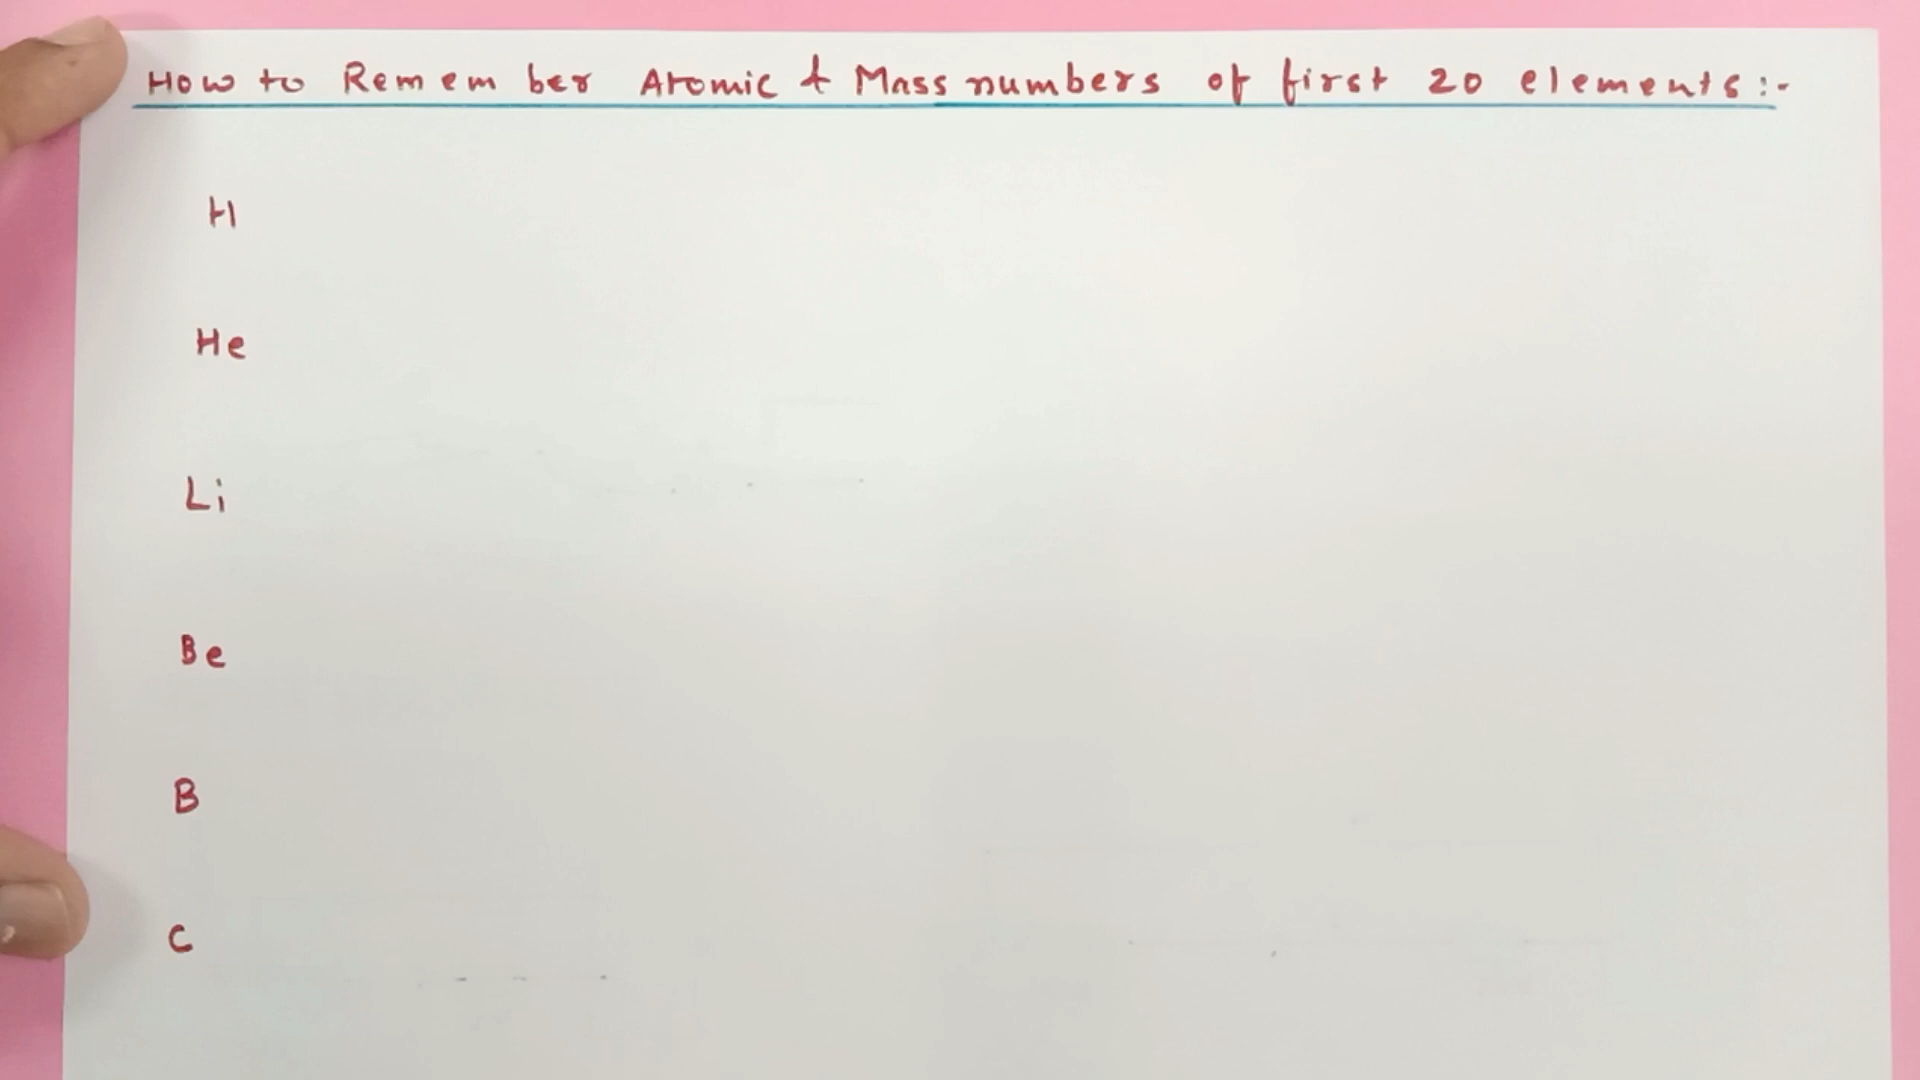 How to Remember Atomic & Mass numbers of first 20 elements:-
H
He
Li
Be
B
C